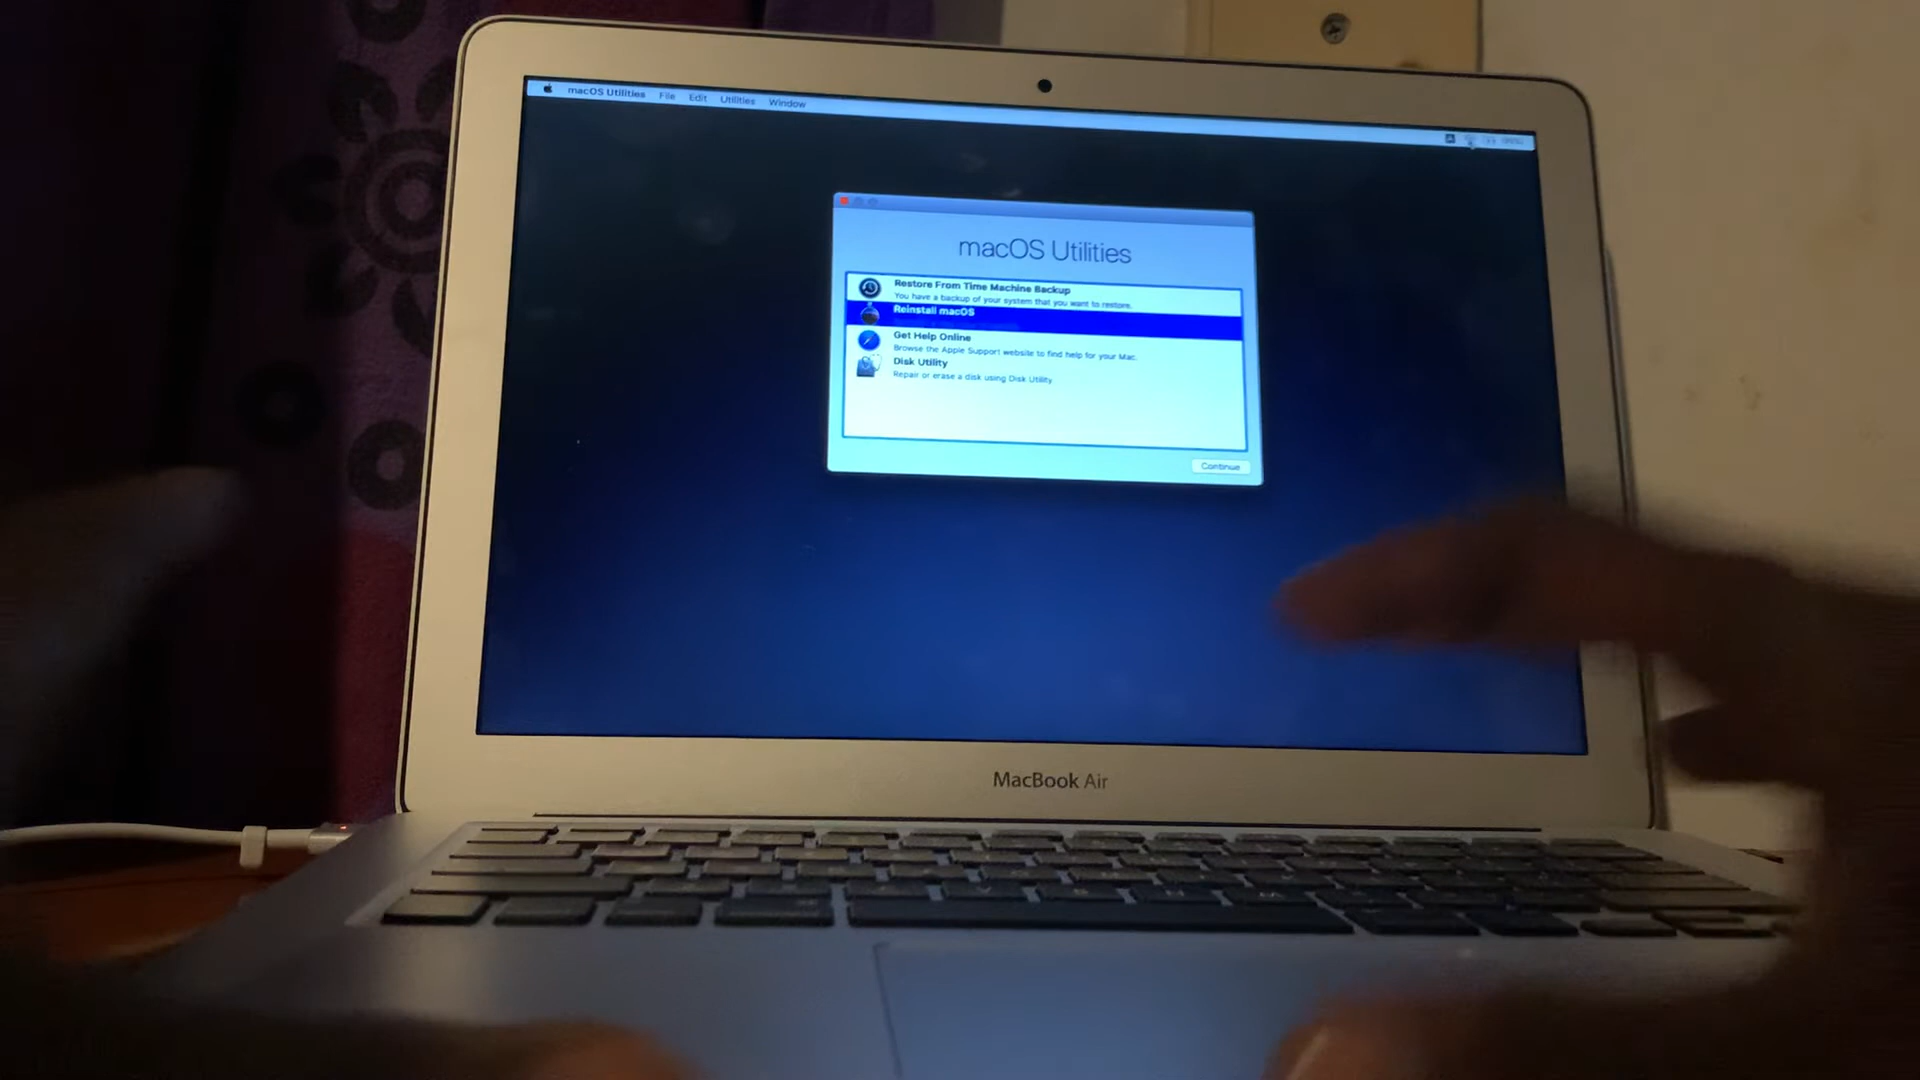 macOS Utilities File Edit Utilities Window
macOS Utilities
Restore From Time Machine Backup
You have a backup of your system that you want to restore.
Reinstall macOS
Get Help Online
Browse the Apple Support website to find help for your Mac.
Disk Utility
Repair or erase a disk using Disk Utility
Continue
MacBook Air